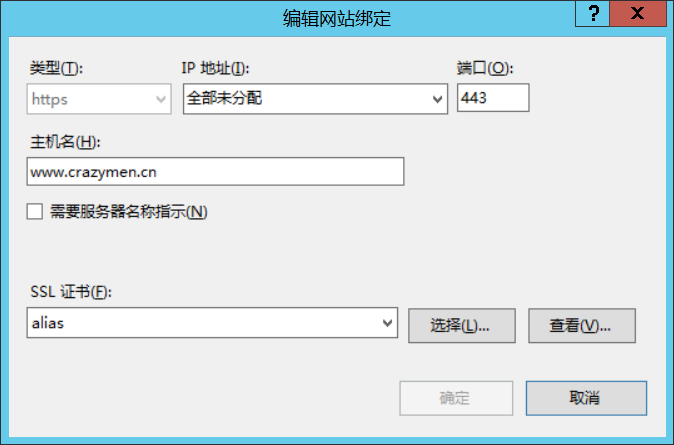 编辑网站绑定
? X
类型(T): IP 地址(I): 端口(O):
https 全部未分配 443
主机名(H):
www.crazymen.cn
需要服务器名称指示(N)
SSL 证书(F):
alias 选择(L)... 查看(V)...
确定 取消